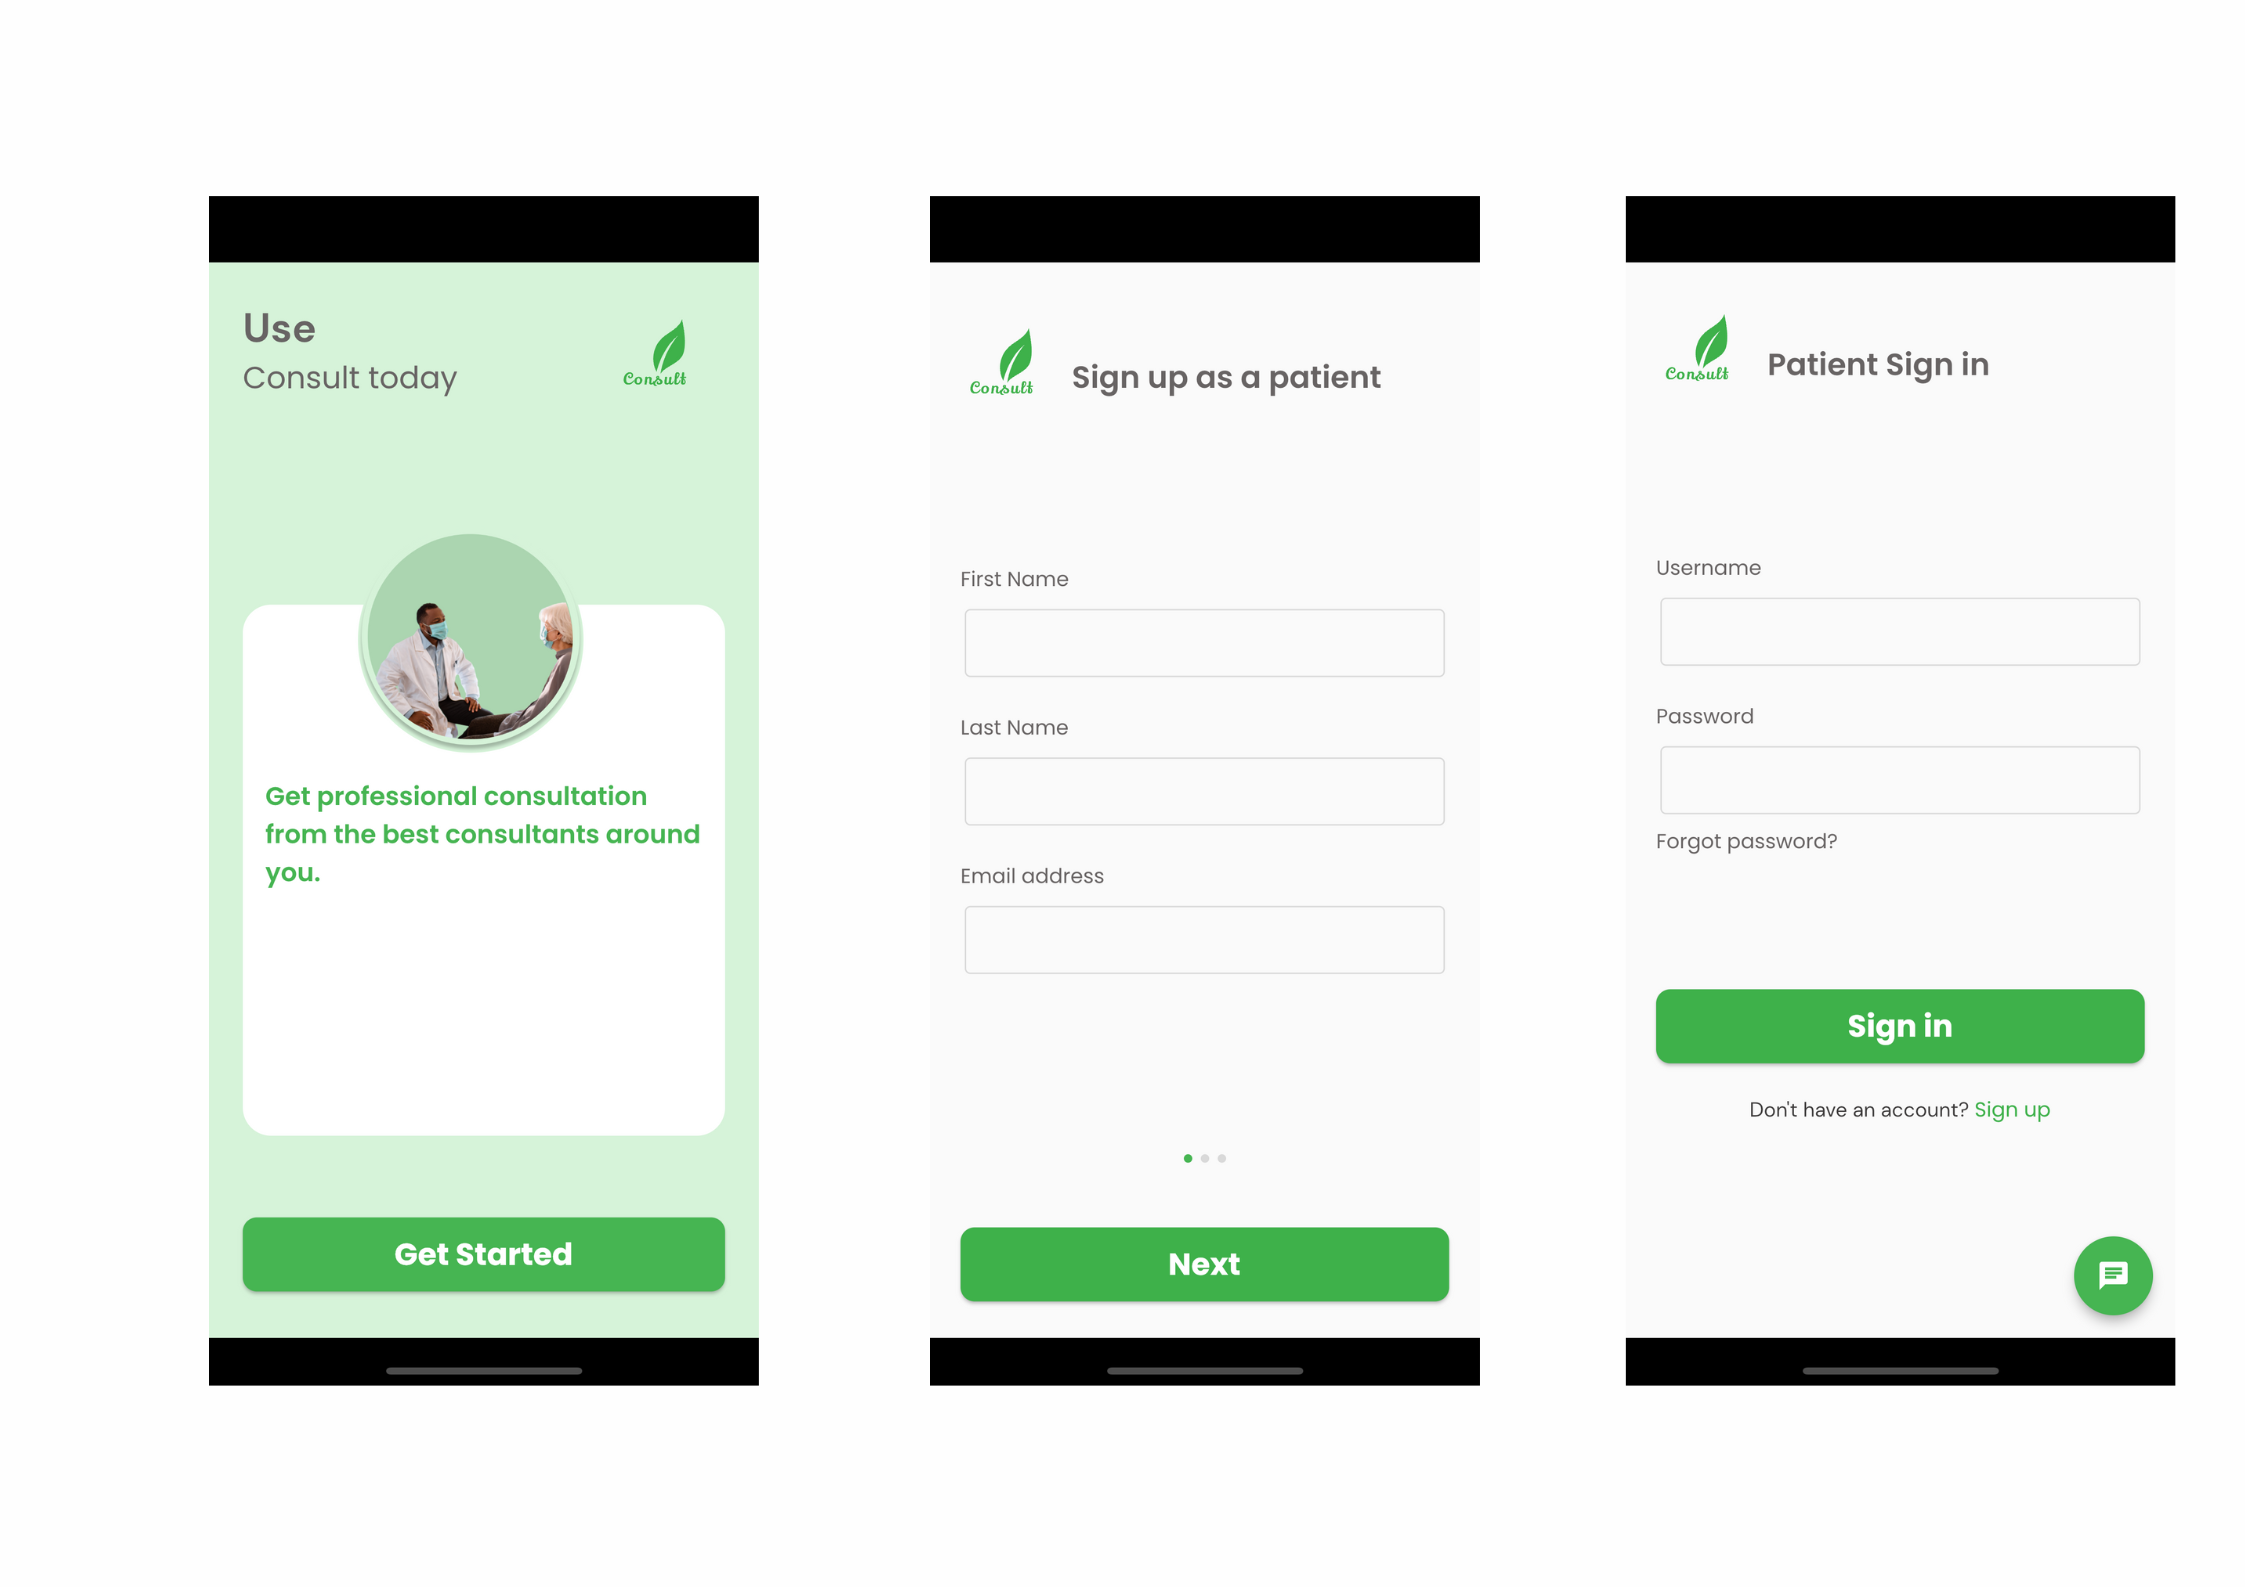 Use
Consult today
Consult
Get professional consultation
from the best consultants around
you.
Get Started
Consult
Sign up as a patient
First Name
Last Name
Email address
Next
Consult
Patient Sign in
Username
Password
Forgot password?
Sign in
Don't have an account? Sign up